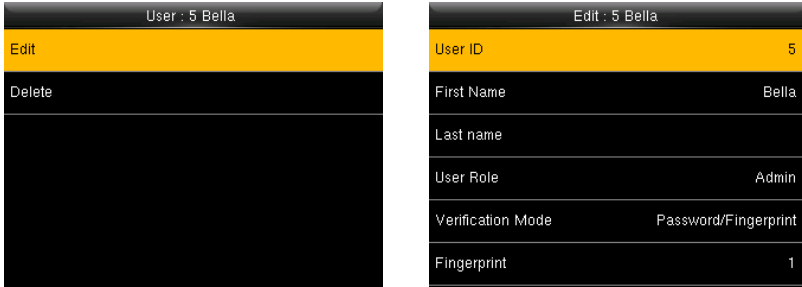 User : 5 Bella
Edit
Delete
Edit : 5 Bella
User ID 5
First Name Bella
Last name
User Role Admin
Verification Mode Password/Fingerprint
Fingerprint 1